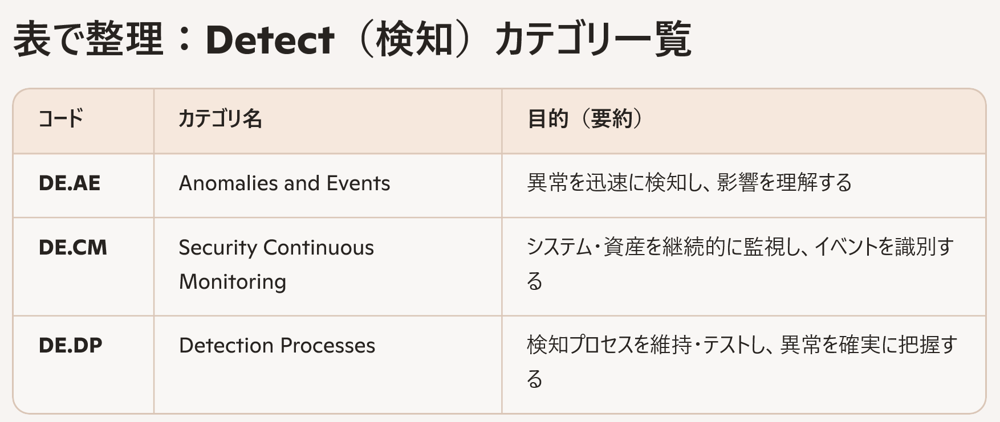 表で整理：Detect（検知）カテゴリ一覧
コード
カテゴリ名
目的（要約）
DE.AE
Anomalies and Events
異常を迅速に検知し、影響を理解する
DE.CM
Security Continuous
Monitoring
システム・資産を継続的に監視し、イベントを識別す
る
DE.DP
Detection Processes
検知プロセスを維持・テストし、異常を確実に把握す
る